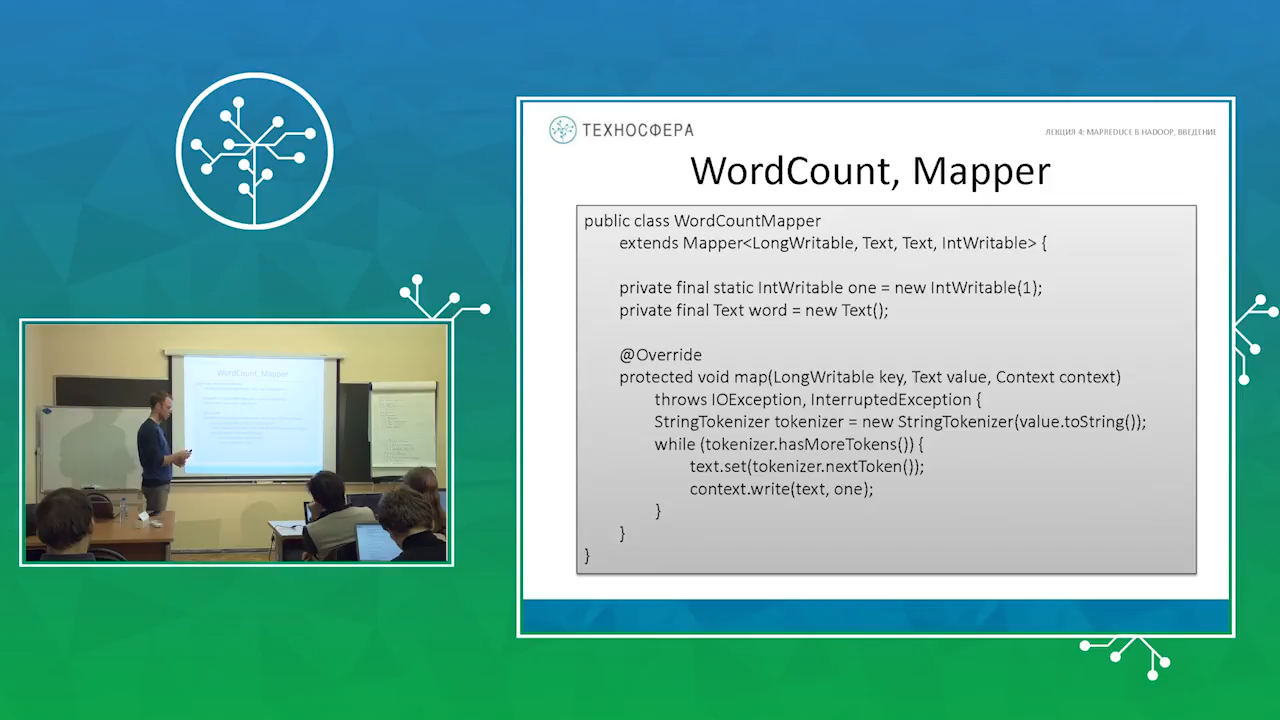 ТЕХНОСФЕРА
ЛЕКЦИЯ 4: MAPREDUCE В HADOOP, ВВЕДЕНИЕ
WordCount, Mapper
public class WordCountMapper
extends Mapper<LongWritable, Text, Text, IntWritable> {
private final static IntWritable one = new IntWritable(1);
private final Text word = new Text();
@Override
protected void map(LongWritable key, Text value, Context context)
throws IOException, InterruptedException {
StringTokenizer tokenizer = new StringTokenizer(value.toString());
while (tokenizer.hasMoreTokens()) {
text.set(tokenizer.nextToken());
context.write(text, one);
}
}
}
WordCount, Mapper